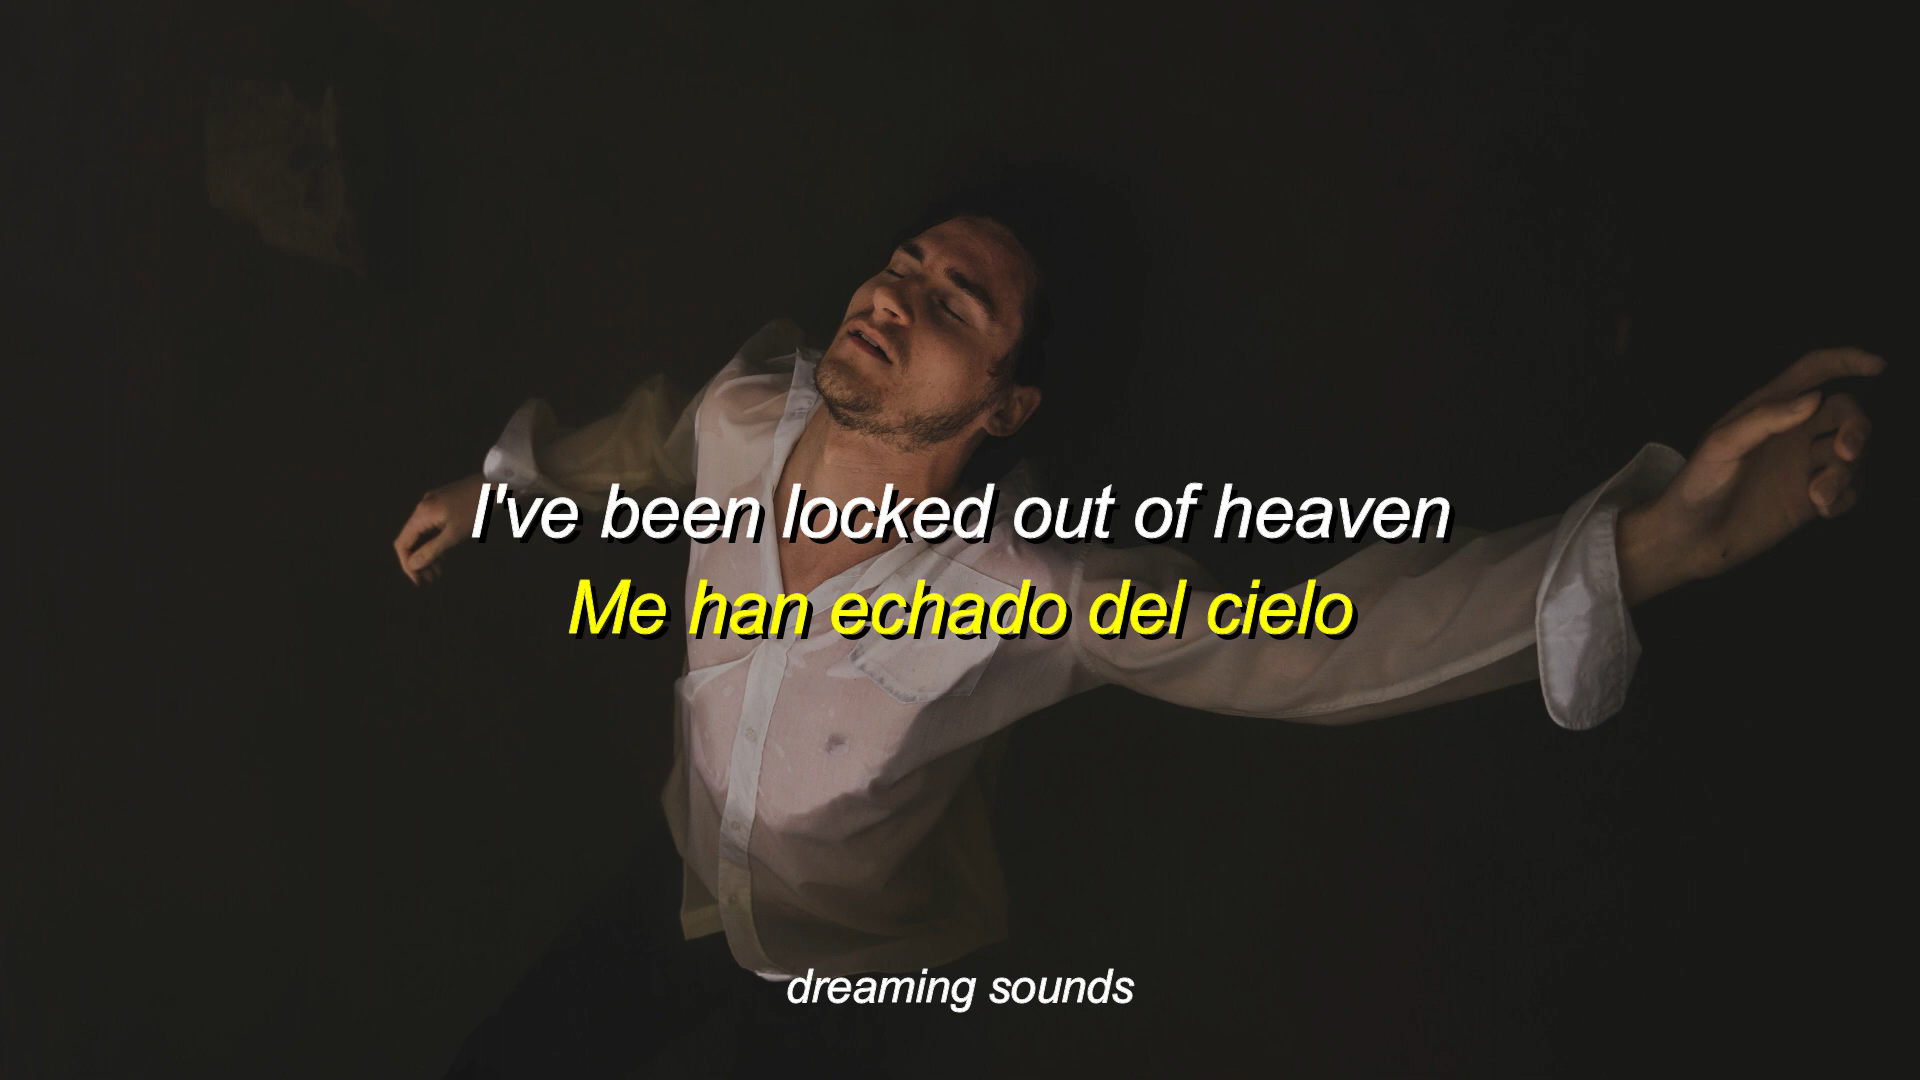 I've been locked out of heaven
Me han echado del cielo
dreaming sounds